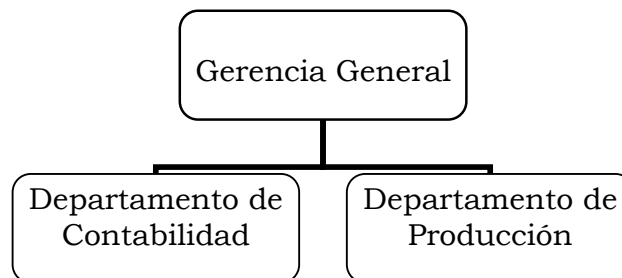 Gerencia General
Departamento de
Contabilidad
Departamento de
Producción